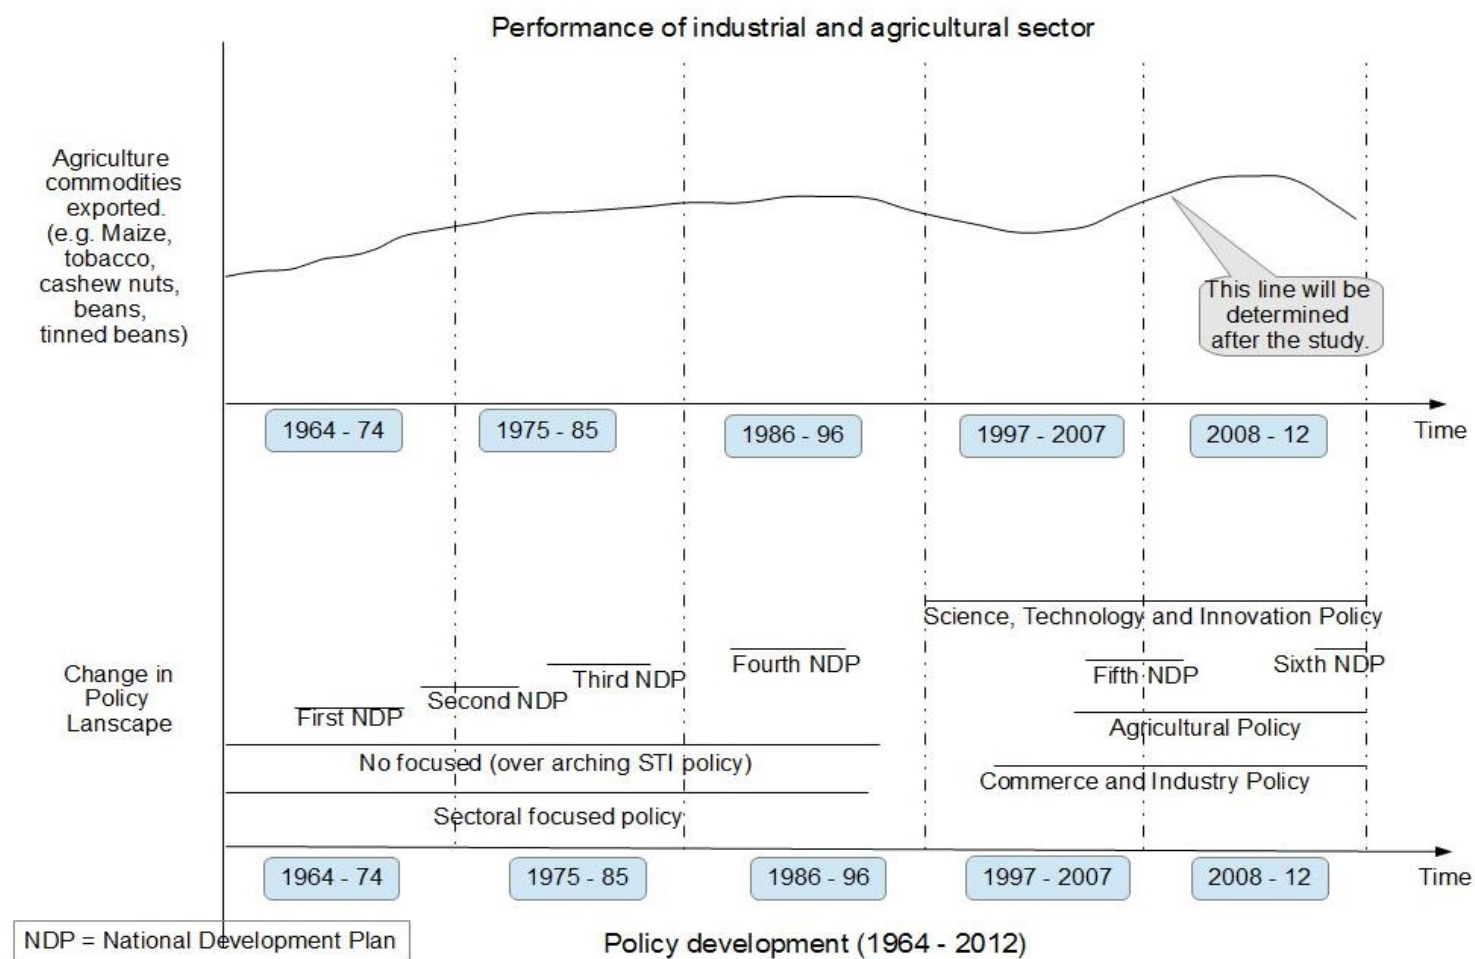 Performance of industrial and agricultural sector
Agriculture
commodities
exported.
(e.g. Maize,
tobacco,
cashew nuts,
beans,
tinned beans)
This line will be
determined
after the study.
1964 - 74
1975 - 85
1986 - 96
1997 - 2007
2008 - 12
Time
Science, Technology and Innovation Policy
Change in
Policy
Lanscape
First NDP
Second NDP
Third NDP
Fourth NDP
Fifth NDP
Sixth NDP
Agricultural Policy
No focused (over arching STI policy)
Commerce and Industry Policy
Sectoral focused policy
1964 - 74
1975 - 85
1986 - 96
1997 - 2007
2008 - 12
Time
NDP = National Development Plan
Policy development (1964 - 2012)